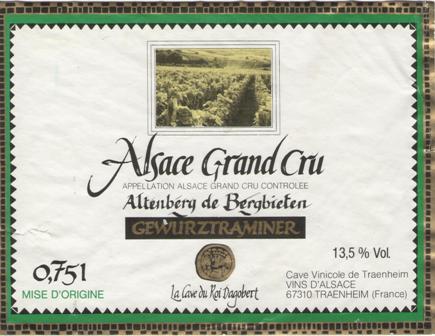 Alsace Grand Cru
APPELLATION ALSACE GRAND CRU CONTROLEE
Altenberg de Bergbieten
GEWURZTRAMINER
13,5 % Vol.
0,75l
MISE D'ORIGINE
La Cave du Roi Dagobert
Cave Vinicole de Traenheim
VINS D'ALSACE
67310 TRAENHEIM (France)